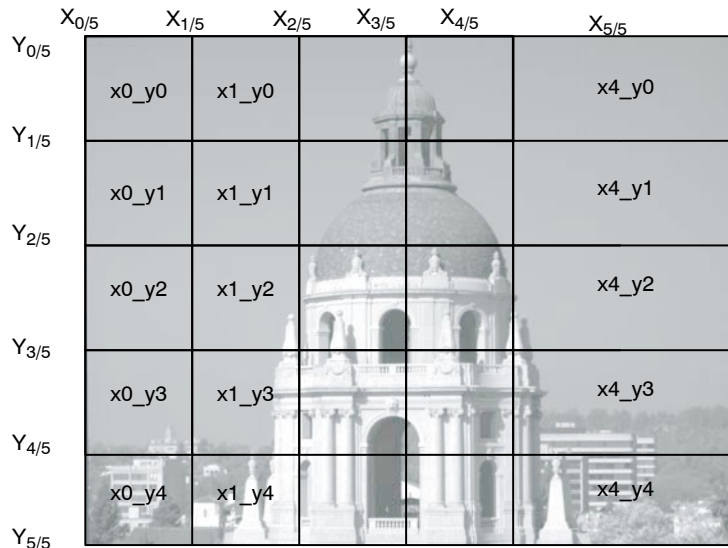 X0/5 X1/5 X2/5 X3/5 X4/5 X5/5
Y0/5
x0_y0 x1_y0 x4_y0
Y1/5
x0_y1 x1_y1 x4_y1
Y2/5
x0_y2 x1_y2 x4_y2
Y3/5
x0_y3 x1_y3 x4_y3
Y4/5
x0_y4 x1_y4 x4_y4
Y5/5